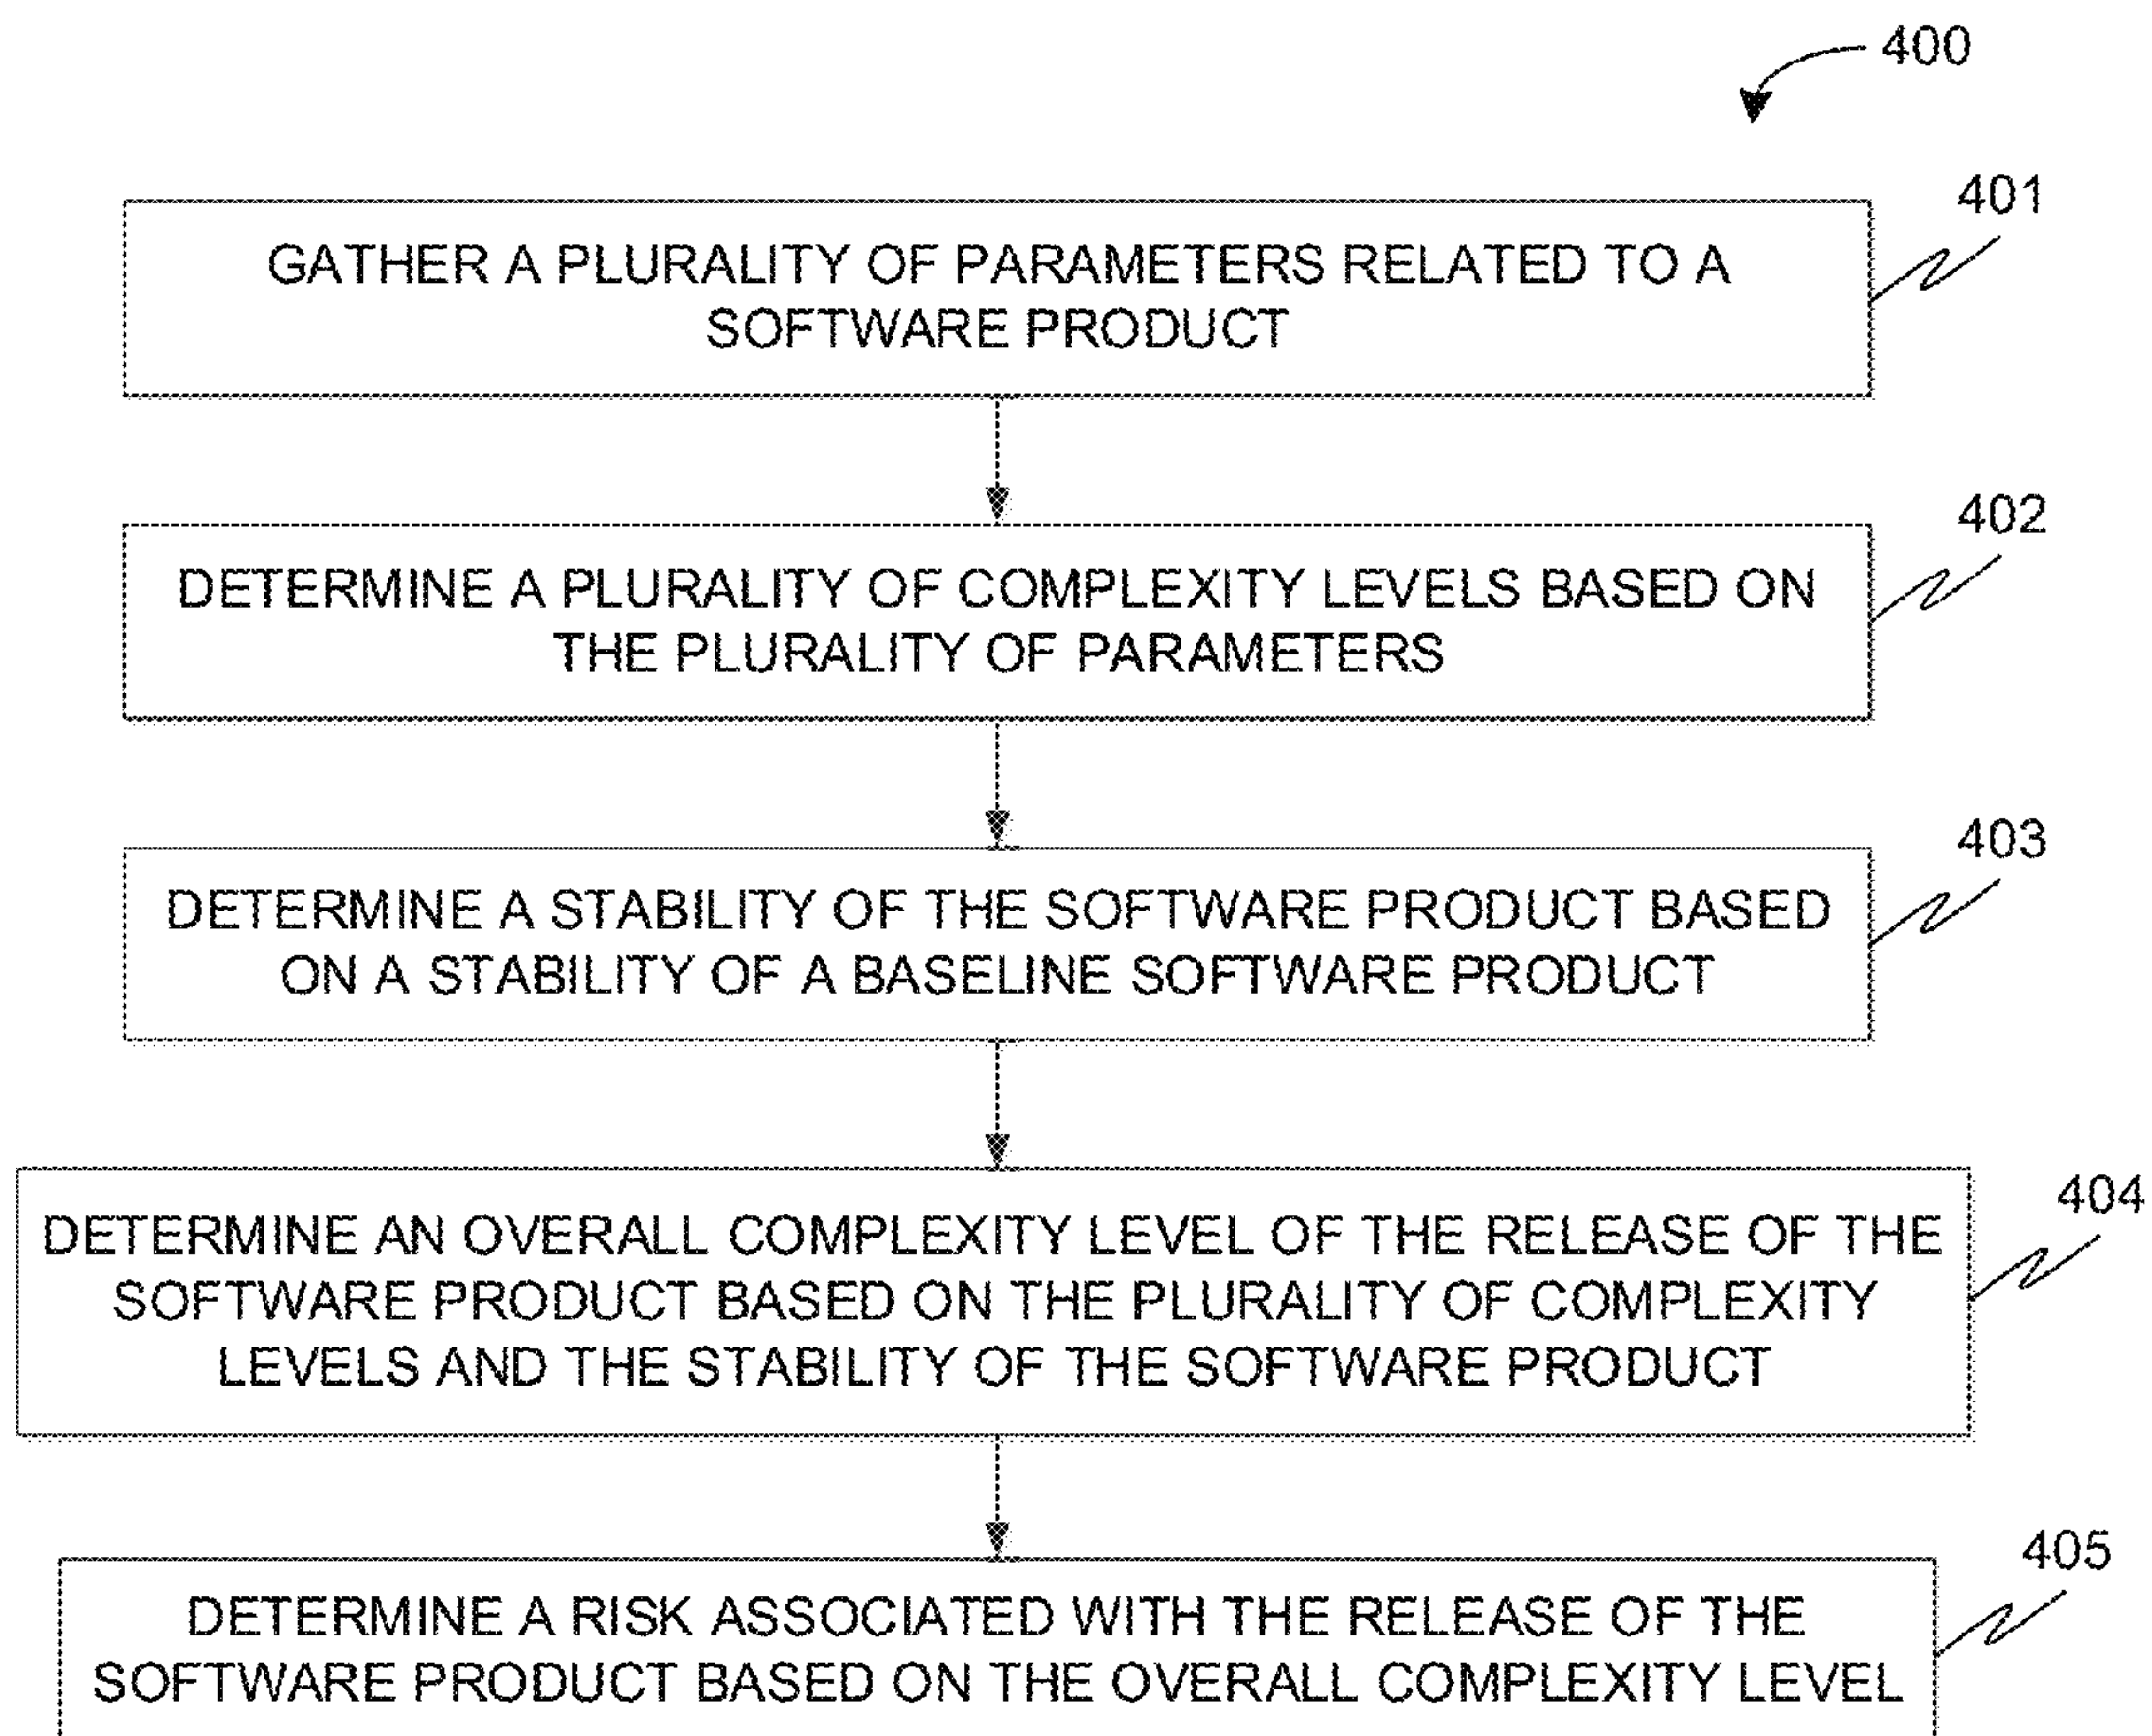 400
401
GATHER A PLURALITY OF PARAMETERS RELATED TO A
SOFTWARE PRODUCT
402
DETERMINE A PLURALITY OF COMPLEXITY LEVELS BASED ON
THE PLURALITY OF PARAMETERS
403
DETERMINE A STABILITY OF THE SOFTWARE PRODUCT BASED
ON A STABILITY OF A BASELINE SOFTWARE PRODUCT
404
DETERMINE AN OVERALL COMPLEXITY LEVEL OF THE RELEASE OF THE
SOFTWARE PRODUCT BASED ON THE PLURALITY OF COMPLEXITY
LEVELS AND THE STABILITY OF THE SOFTWARE PRODUCT
405
DETERMINE A RISK ASSOCIATED WITH THE RELEASE OF THE
SOFTWARE PRODUCT BASED ON THE OVERALL COMPLEXITY LEVEL